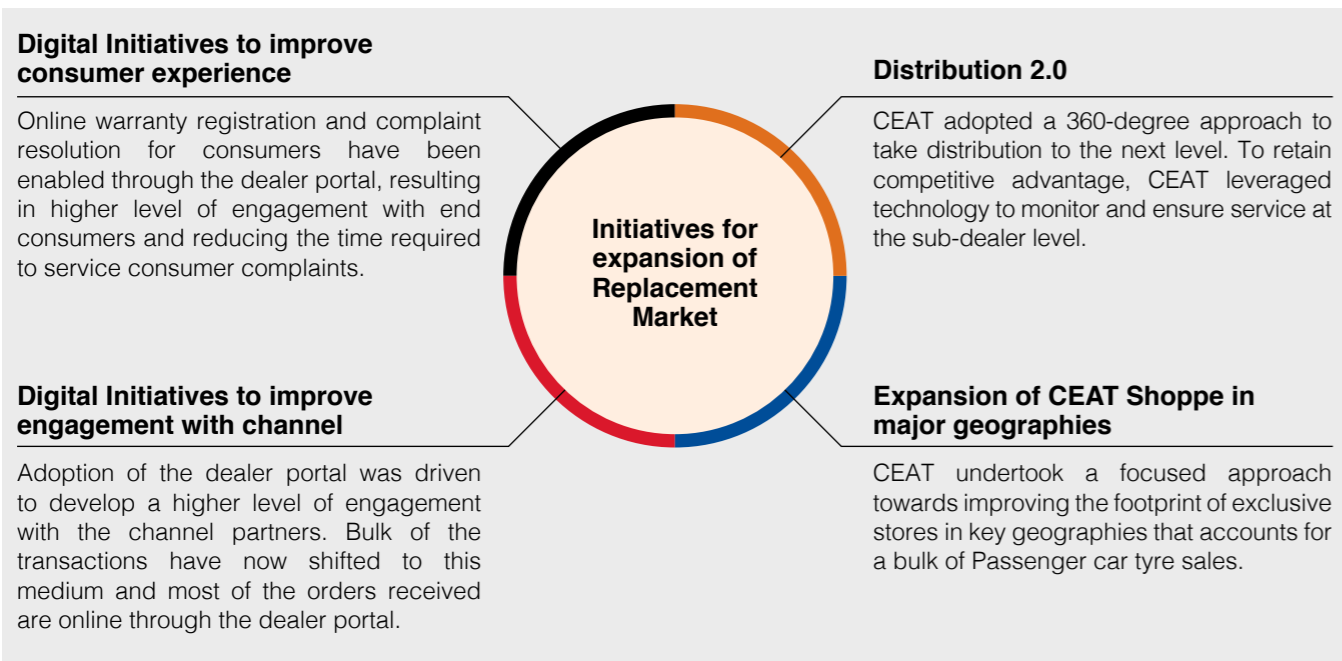 Digital Initiatives to improve
consumer experience
Online warranty registration and complaint
resolution for consumers have been
enabled through the dealer portal, resulting
in higher level of engagement with end
consumers and reducing the time required
to service consumer complaints.
Distribution 2.0
CEAT adopted a 360-degree approach to
take distribution to the next level. To retain
competitive advantage, CEAT leveraged
technology to monitor and ensure service at
the sub-dealer level.
Initiatives for
expansion of
Replacement
Market
Digital Initiatives to improve
engagement with channel
Adoption of the dealer portal was driven
to develop a higher level of engagement
with the channel partners. Bulk of the
transactions have now shifted to this
medium and most of the orders received
are online through the dealer portal.
Expansion of CEAT Shoppe in
major geographies
CEAT undertook a focused approach
towards improving the footprint of exclusive
stores in key geographies that accounts for
a bulk of Passenger car tyre sales.